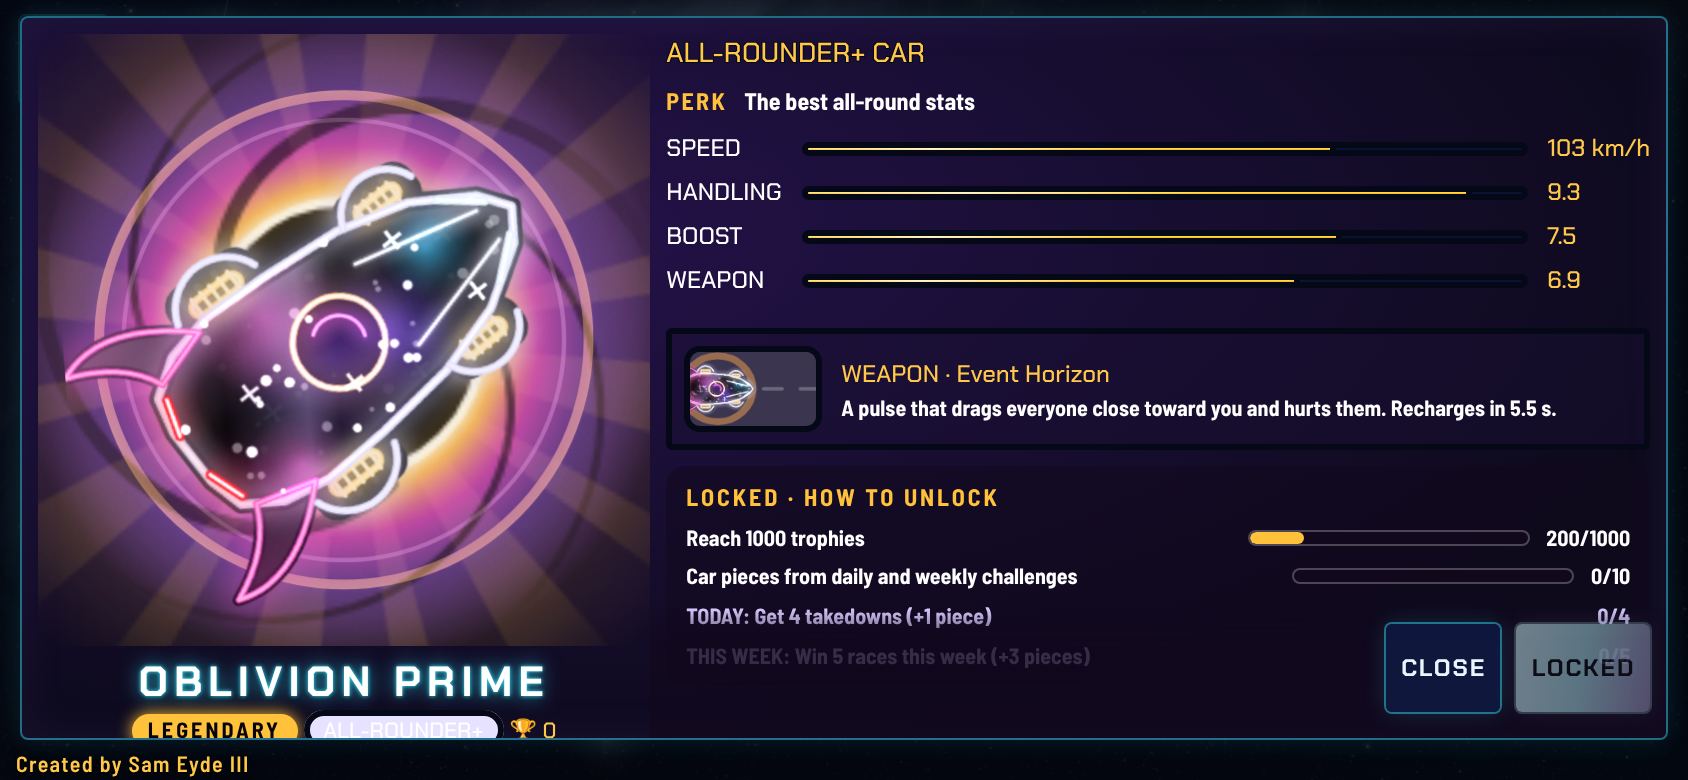 ALL-ROUNDER+ CAR
PERK The best all-round stats
SPEED 103 km/h
HANDLING 9.3
BOOST 7.5
WEAPON 6.9
WEAPON · Event Horizon
A pulse that drags everyone close toward you and hurts them. Recharges in 5.5 s.
LOCKED · HOW TO UNLOCK
Reach 1000 trophies 200/1000
Car pieces from daily and weekly challenges 0/10
TODAY: Get 4 takedowns (+1 piece) 0/4
THIS WEEK: Win 5 races this week (+3 pieces) 0/5
CLOSE LOCKED
OBLIVION PRIME
LEGENDARY ALL-ROUNDER+ 🏆 0
Created by Sam Eyde III